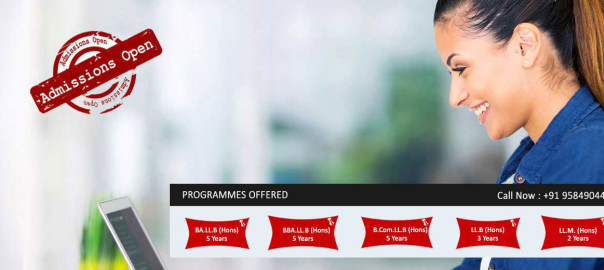 Admissions Open
Admissions Open
Admissions Open
PROGRAMMES OFFERED
Call Now : +91 95849044
BA.LL.B (Hons)
5 Years
BBA.LL.B (Hons)
5 Years
B.Com.LL.B (Hons)
5 Years
LL.B (Hons)
3 Years
LL.M. (Hons)
2 Years